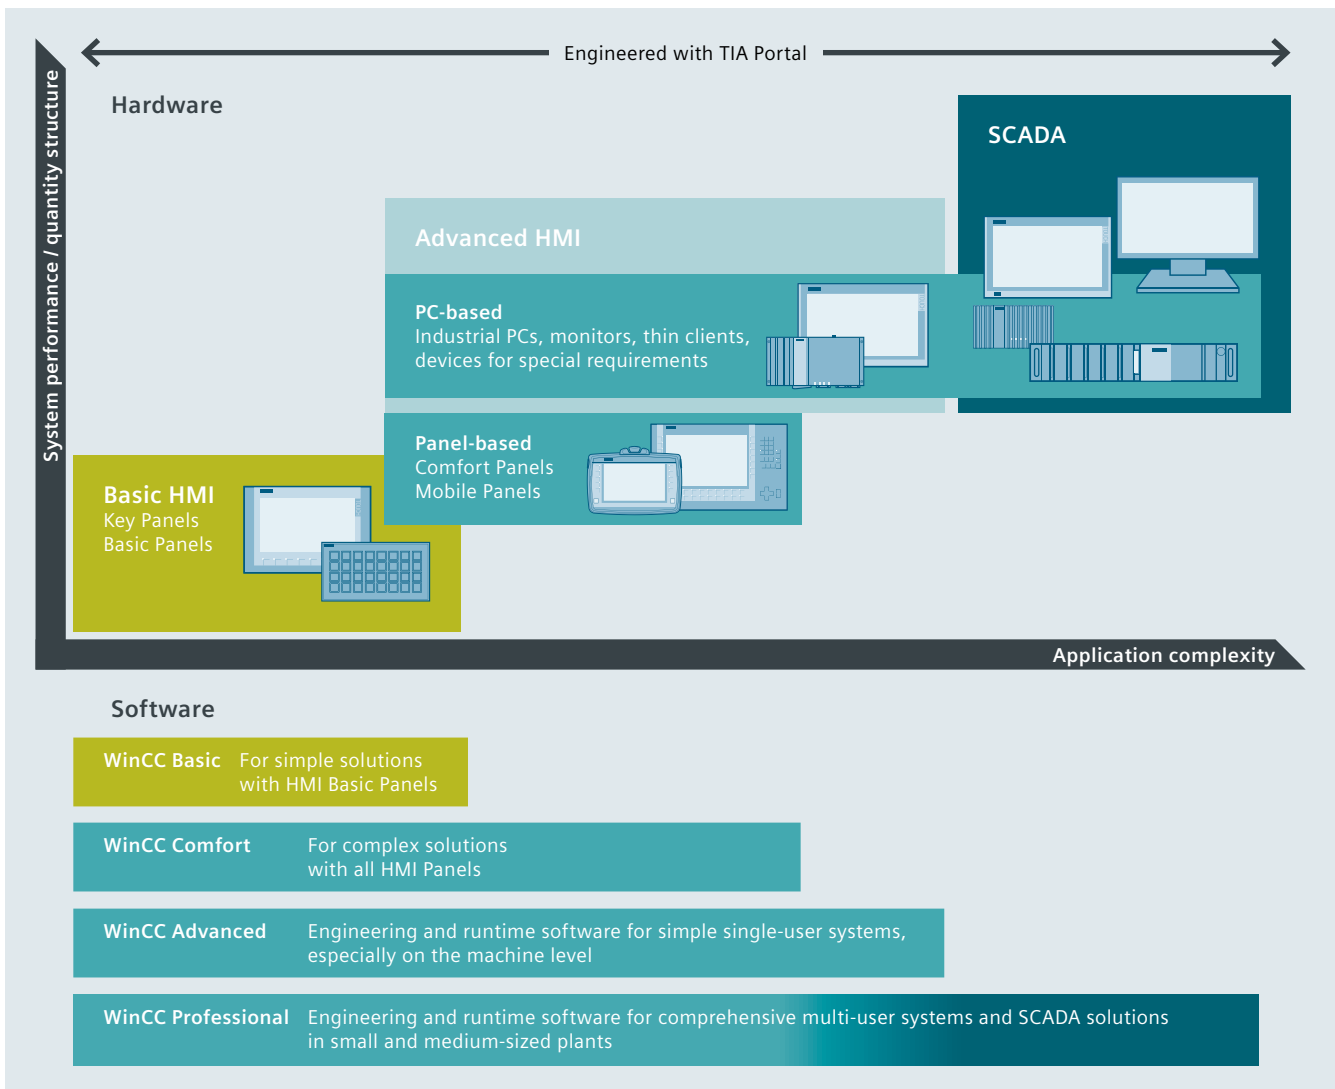 Engineered with TIA Portal
System performance / quantity structure
Hardware
SCADA
Advanced HMI
PC-based
Industrial PCs, monitors, thin clients,
devices for special requirements
Panel-based
Comfort Panels
Mobile Panels
Basic HMI
Key Panels
Basic Panels
Application complexity
Software
WinCC Basic For simple solutions
with HMI Basic Panels
WinCC Comfort For complex solutions
with all HMI Panels
WinCC Advanced Engineering and runtime software for simple single-user systems,
especially on the machine level
WinCC Professional Engineering and runtime software for comprehensive multi-user systems and SCADA solutions
in small and medium-sized plants